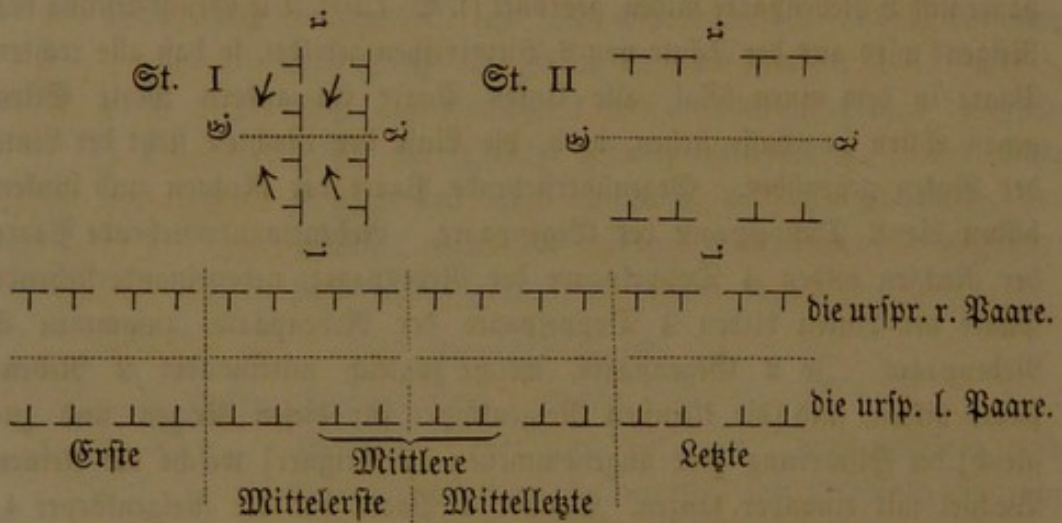 r. r.
St. I St. II
E. L. E. L.
l. l.
die urſpr. r. Paare.
die urſp. l. Paare.
Erſte Mittlere Letzte
Mittelerſte Mittelletzte